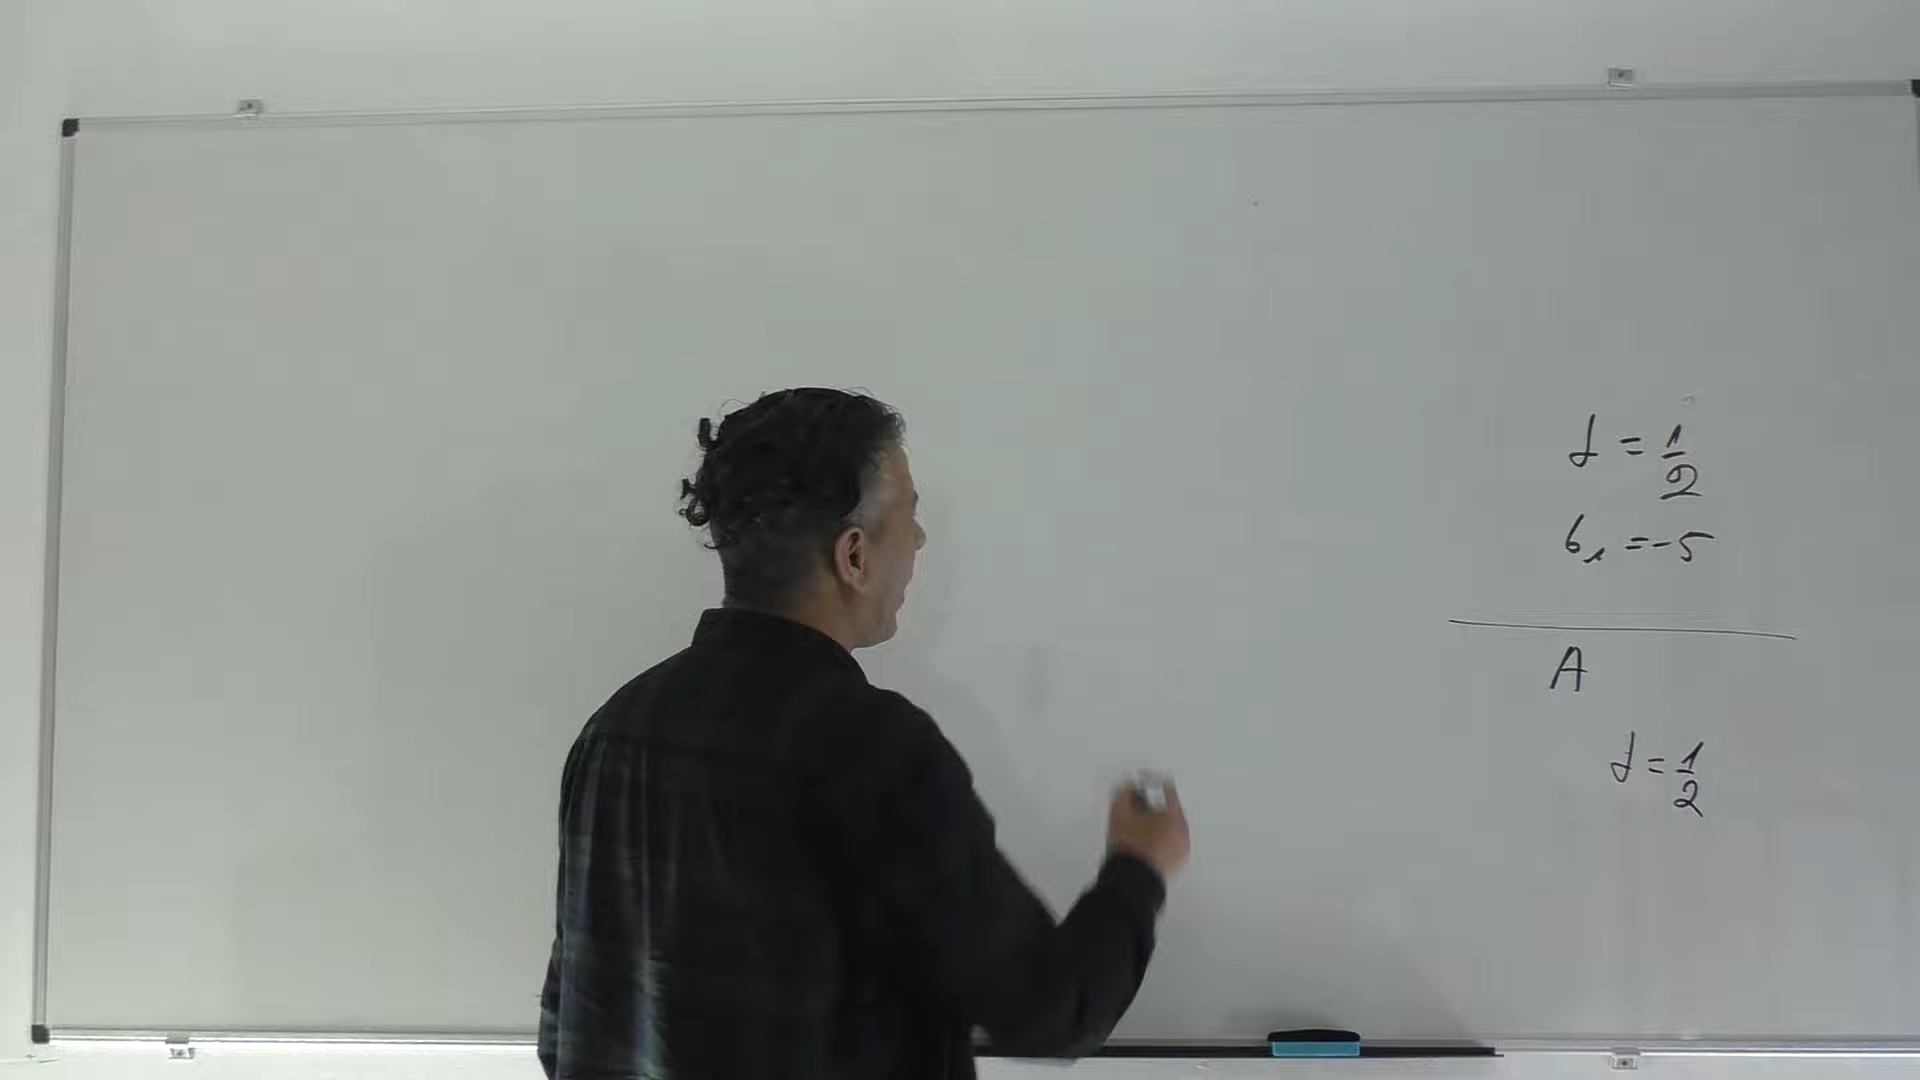 d = 1/2
b₁ = -5
A
d = 1/2